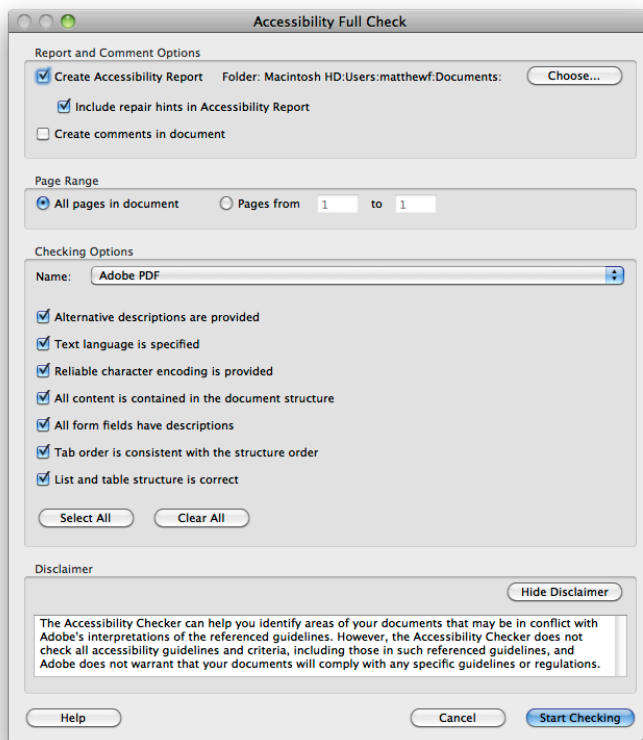 Accessibility Full Check
Report and Comment Options
Create Accessibility Report Folder: Macintosh HD:Users:matthewf:Documents: Choose...
Include repair hints in Accessibility Report
Create comments in document
Page Range
All pages in document Pages from 1 to 1
Checking Options
Name: Adobe PDF
Alternative descriptions are provided
Text language is specified
Reliable character encoding is provided
All content is contained in the document structure
All form fields have descriptions
Tab order is consistent with the structure order
List and table structure is correct
Select All Clear All
Disclaimer
Hide Disclaimer
The Accessibility Checker can help you identify areas of your documents that may be in conflict with
Adobe's interpretations of the referenced guidelines. However, the Accessibility Checker does not
check all accessibility guidelines and criteria, including those in such referenced guidelines, and
Adobe does not warrant that your documents will comply with any specific guidelines or regulations.
Help Cancel Start Checking